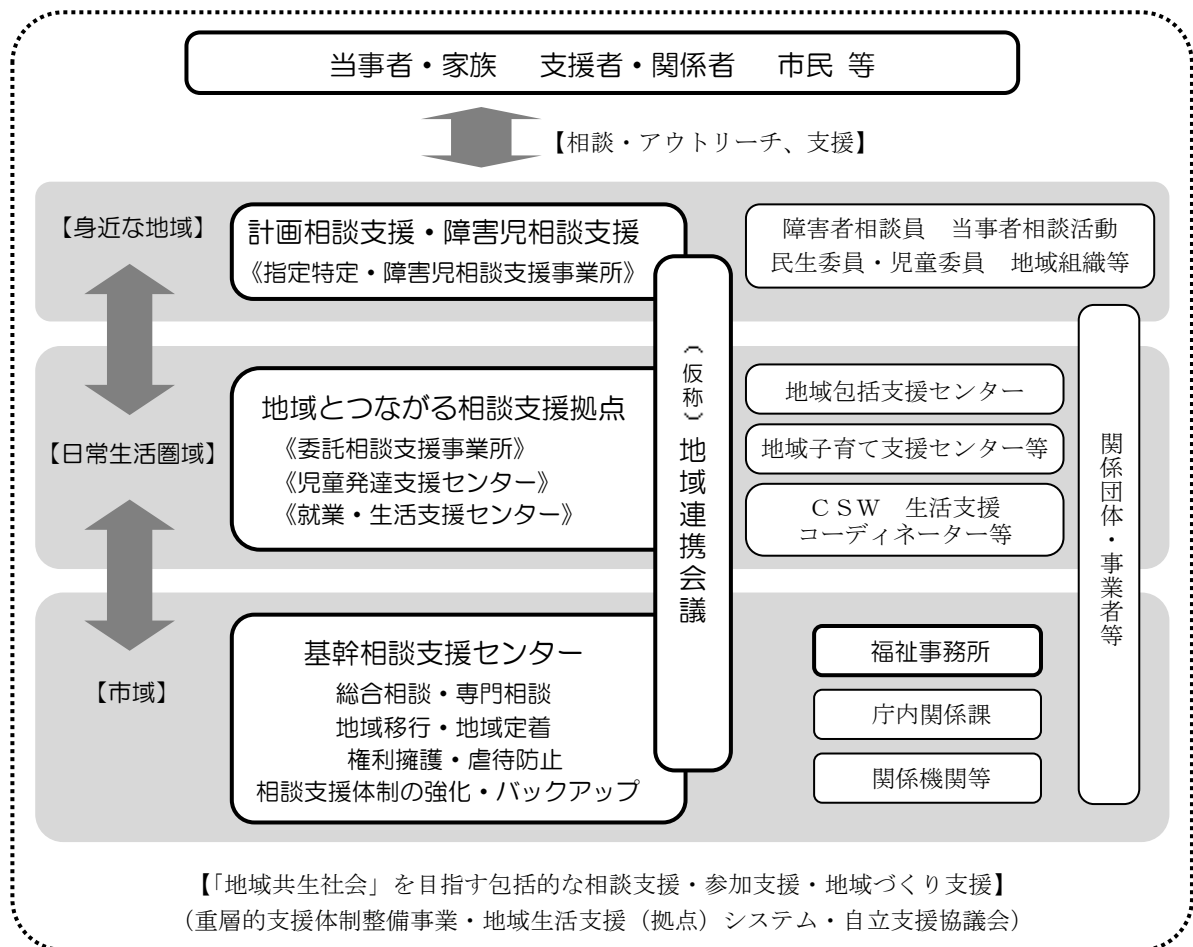 当事者・家族　支援者・関係者　市民 等
【相談・アウトリーチ、支援】
【身近な地域】
計画相談支援・障害児相談支援
《指定特定・障害児相談支援事業所》
障害者相談員　当事者相談活動
民生委員・児童委員　地域組織等
【日常生活圏域】
地域とつながる相談支援拠点
《委託相談支援事業所》
《児童発達支援センター》
《就業・生活支援センター》
（仮称）地域連携会議
地域包括支援センター
地域子育て支援センター等
ＣＳＷ　生活支援
コーディネーター等
関係団体・事業者等
【市域】
基幹相談支援センター
総合相談・専門相談
地域移行・地域定着
権利擁護・虐待防止
相談支援体制の強化・バックアップ
福祉事務所
庁内関係課
関係機関等
【「地域共生社会」を目指す包括的な相談支援・参加支援・地域づくり支援】
（重層的支援体制整備事業・地域生活支援（拠点）システム・自立支援協議会）